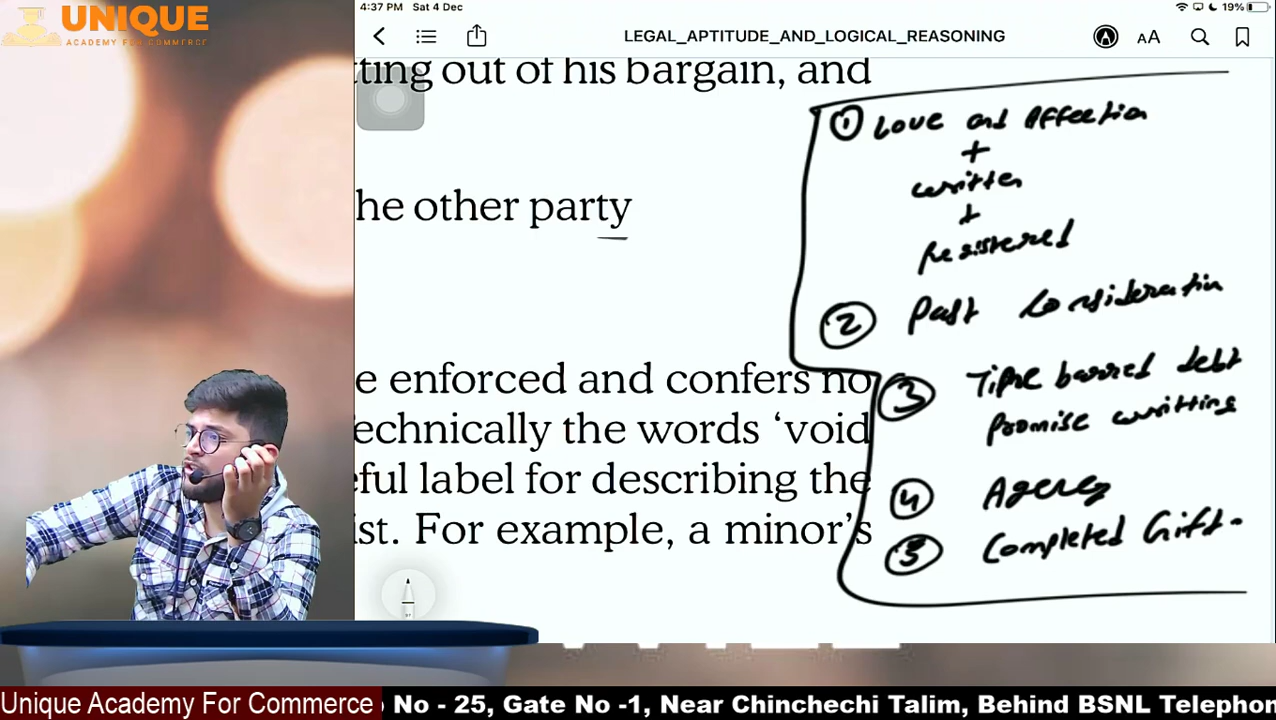 UNIQUE
ACADEMY FOR COMMERCE
4:37 PM Sat 4 Dec
19%
LEGAL_APTITUDE_AND_LOGICAL_REASONING
AA
tting out of his bargain, and
he other party
e enforced and confers no
echnically the words ‘void
eful label for describing the
ist. For example, a minor’s
① Love and Affection
+
written
+
Registered
② Past Consideration
③ Time barred debt
Promise writting
④ Agency
⑤ Completed Gift.
Unique Academy For Commerce
No - 25, Gate No -1, Near Chinchechi Talim, Behind BSNL Telephon